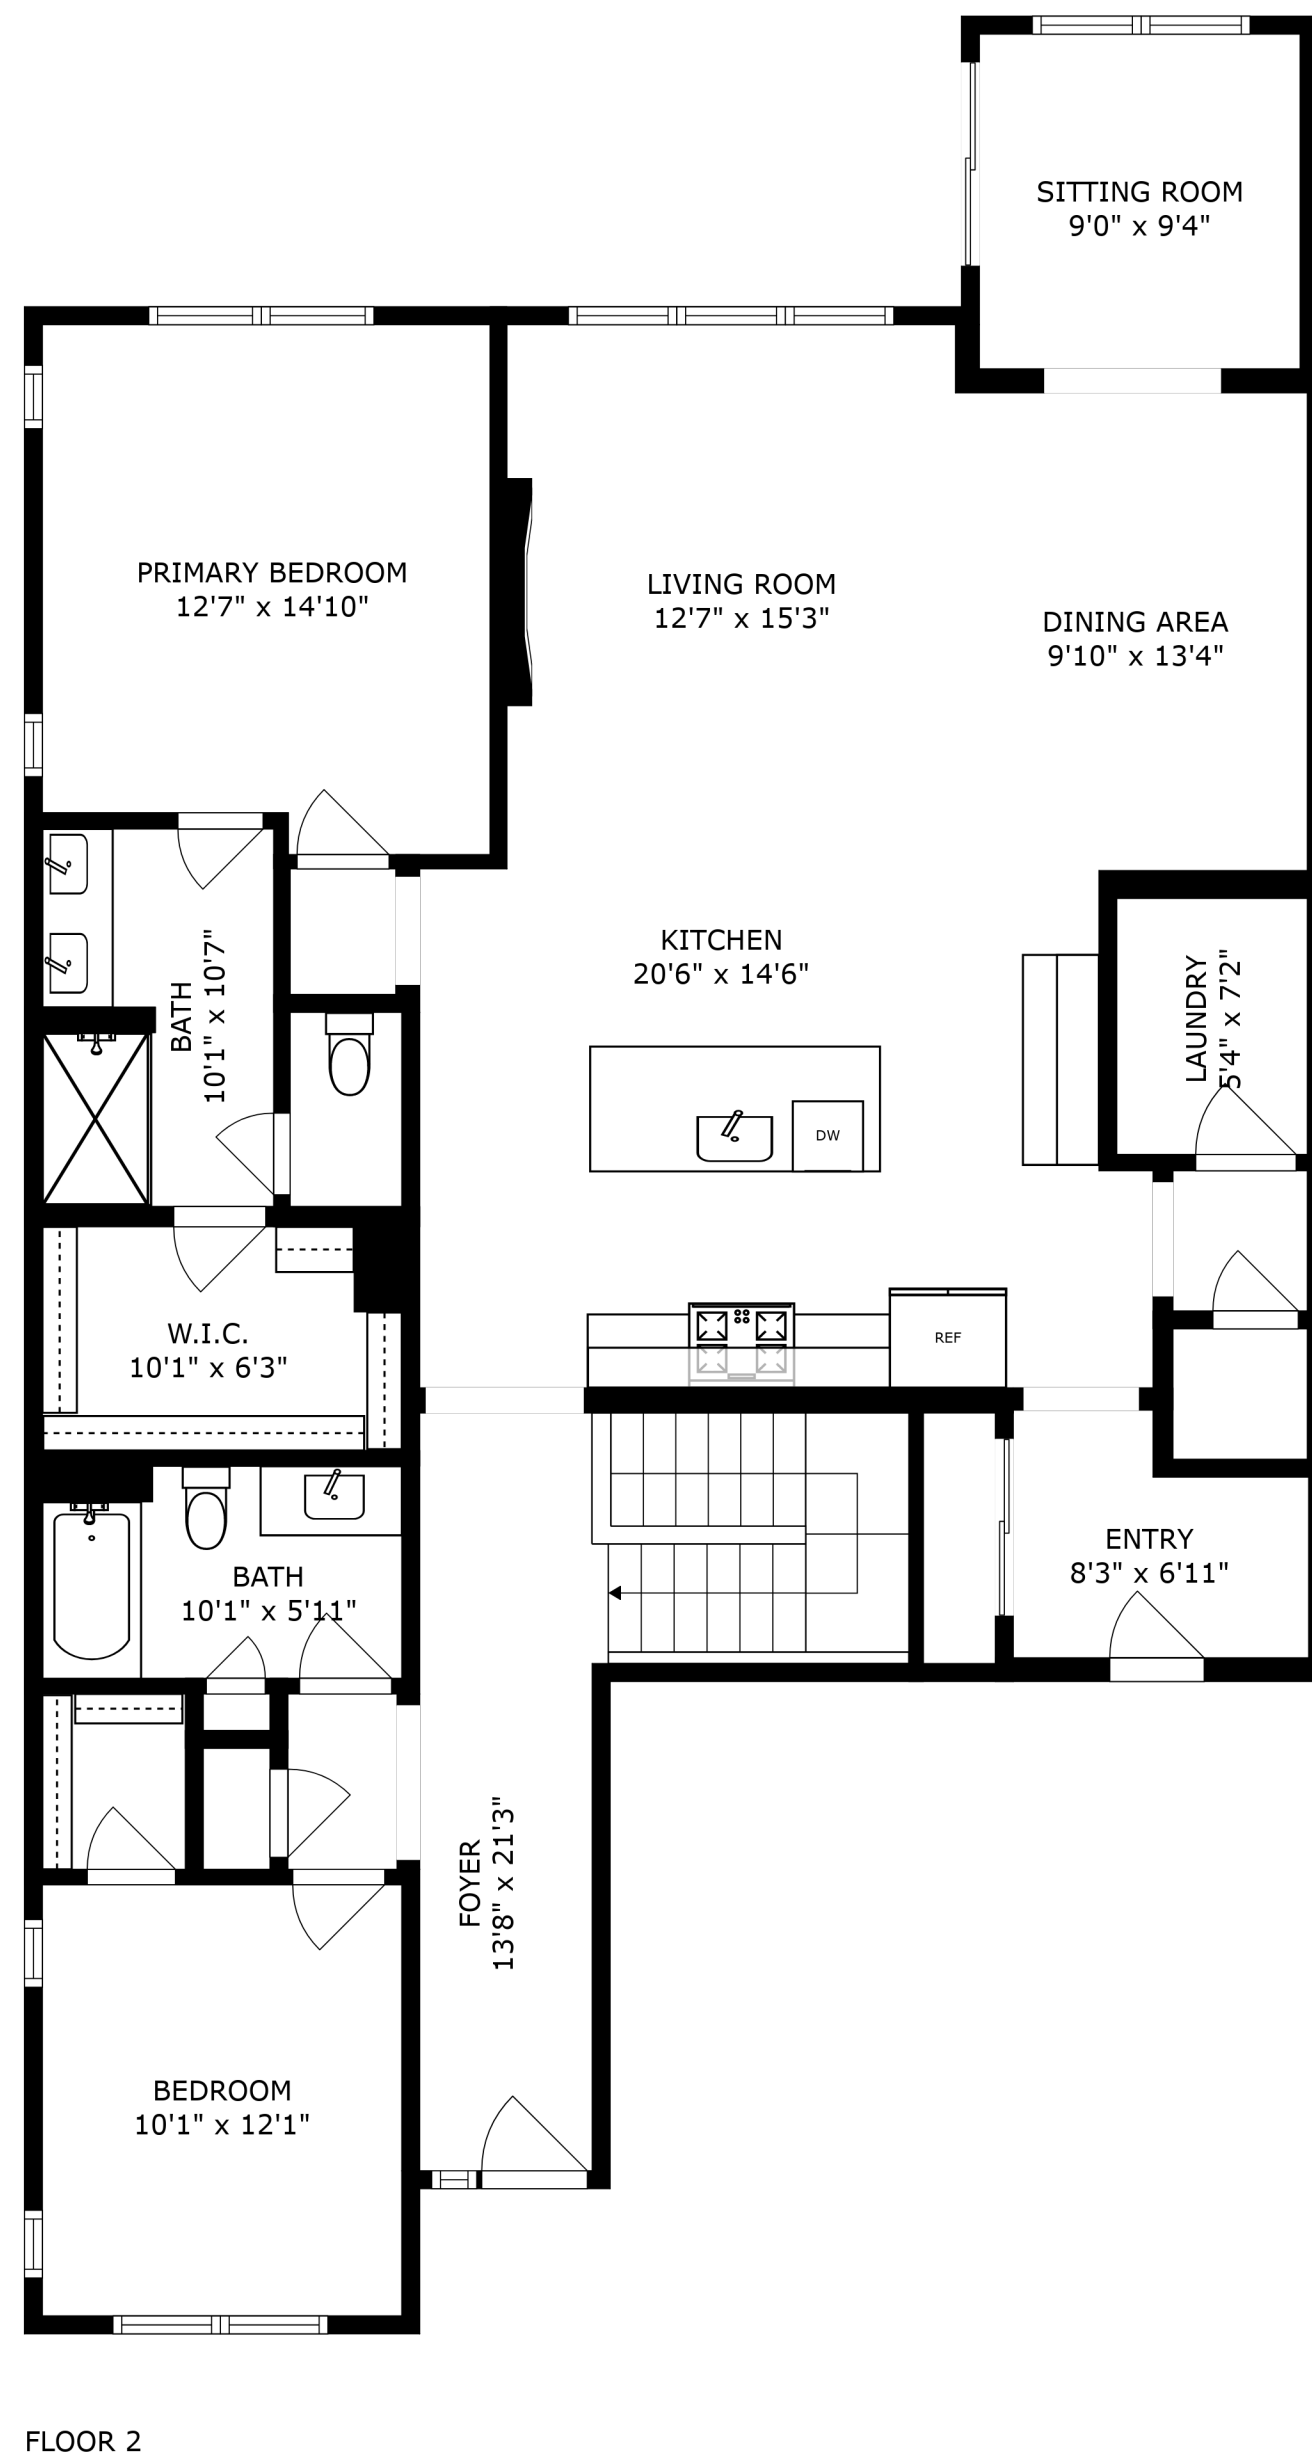 SITTING ROOM
9'0" x 9'4"
PRIMARY BEDROOM
12'7" x 14'10"
LIVING ROOM
12'7" x 15'3"
DINING AREA
9'10" x 13'4"
KITCHEN
20'6" x 14'6"
BATH
10'1" x 10'7"
LAUNDRY
5'4" x 7'2"
DW
W.I.C.
10'1" x 6'3"
REF
ENTRY
8'3" x 6'11"
BATH
10'1" x 5'11"
FOYER
13'8" x 21'3"
BEDROOM
10'1" x 12'1"
FLOOR 2